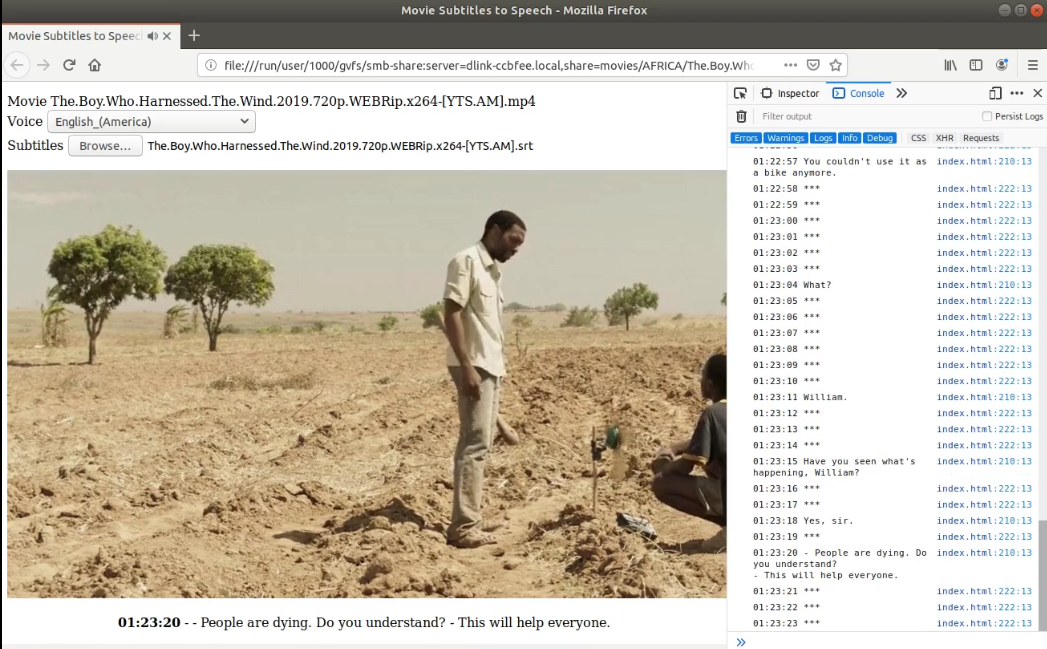 Movie Subtitles to Speech - Mozilla Firefox
Movie Subtitles to Speec
file:///run/user/1000/gvfs/smb-share:server=dlink-ccbfee.local,share=movies/AFRICA/The.Boy.Who
Movie The.Boy.Who.Harnessed.The.Wind.2019.720p.WEBRip.x264-[YTS.AM].mp4
Voice English_(America)
Subtitles Browse... The.Boy.Who.Harnessed.The.Wind.2019.720p.WEBRip.x264-[YTS.AM].srt
01:23:20 - - People are dying. Do you understand? - This will help everyone.
Inspector Console
Filter output Persist Logs
Errors Warnings Logs Info Debug CSS XHR Requests
01:22:57 You couldn't use it as index.html:210:13
a bike anymore.
01:22:58 *** index.html:222:13
01:22:59 *** index.html:222:13
01:23:00 *** index.html:222:13
01:23:01 *** index.html:222:13
01:23:02 *** index.html:222:13
01:23:03 *** index.html:222:13
01:23:04 What? index.html:210:13
01:23:05 *** index.html:222:13
01:23:06 *** index.html:222:13
01:23:07 *** index.html:222:13
01:23:08 *** index.html:222:13
01:23:09 *** index.html:222:13
01:23:10 *** index.html:222:13
01:23:11 William. index.html:210:13
01:23:12 *** index.html:222:13
01:23:13 *** index.html:222:13
01:23:14 *** index.html:222:13
01:23:15 Have you seen what's index.html:210:13
happening, William?
01:23:16 *** index.html:222:13
01:23:17 *** index.html:222:13
01:23:18 Yes, sir. index.html:210:13
01:23:19 *** index.html:222:13
01:23:20 - People are dying. Do index.html:210:13
you understand?
- This will help everyone.
01:23:21 *** index.html:222:13
01:23:22 *** index.html:222:13
01:23:23 *** index.html:222:13